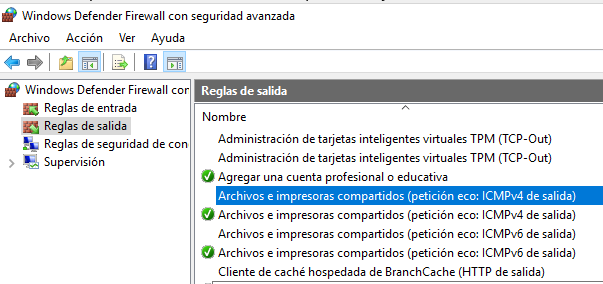 Windows Defender Firewall con seguridad avanzada
Archivo Acción Ver Ayuda
Windows Defender Firewall con
Reglas de entrada
Reglas de salida
Reglas de seguridad de con
Supervisión
Reglas de salida
Nombre
Administración de tarjetas inteligentes virtuales TPM (TCP-Out)
Administración de tarjetas inteligentes virtuales TPM (TCP-Out)
Agregar una cuenta profesional o educativa
Archivos e impresoras compartidos (petición eco: ICMPv4 de salida)
Archivos e impresoras compartidos (petición eco: ICMPv4 de salida)
Archivos e impresoras compartidos (petición eco: ICMPv6 de salida)
Archivos e impresoras compartidos (petición eco: ICMPv6 de salida)
Cliente de caché hospedada de BranchCache (HTTP de salida)